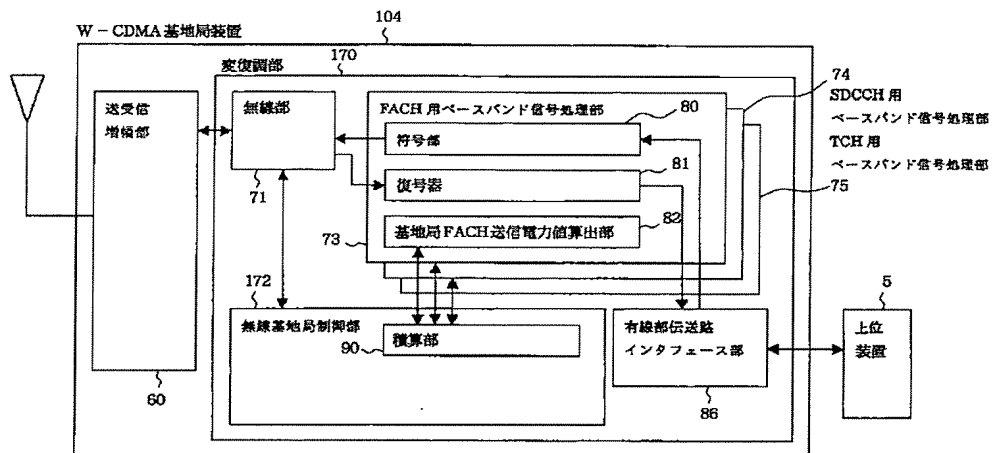 W－CDMA基地局装置
104
変復調部
170
送受信
増幅部
60
無線部
71
FACH用ベースバンド信号処理部
80
符号部
81
復号器
82
基地局FACH送信電力値算出部
73
74
SDCCH用
ベースバンド信号処理部
TCH用
ベースバンド信号処理部
75
172
無線基地局制御部
90
積算部
有線部伝送路
インタフェース部
86
5
上位
装置